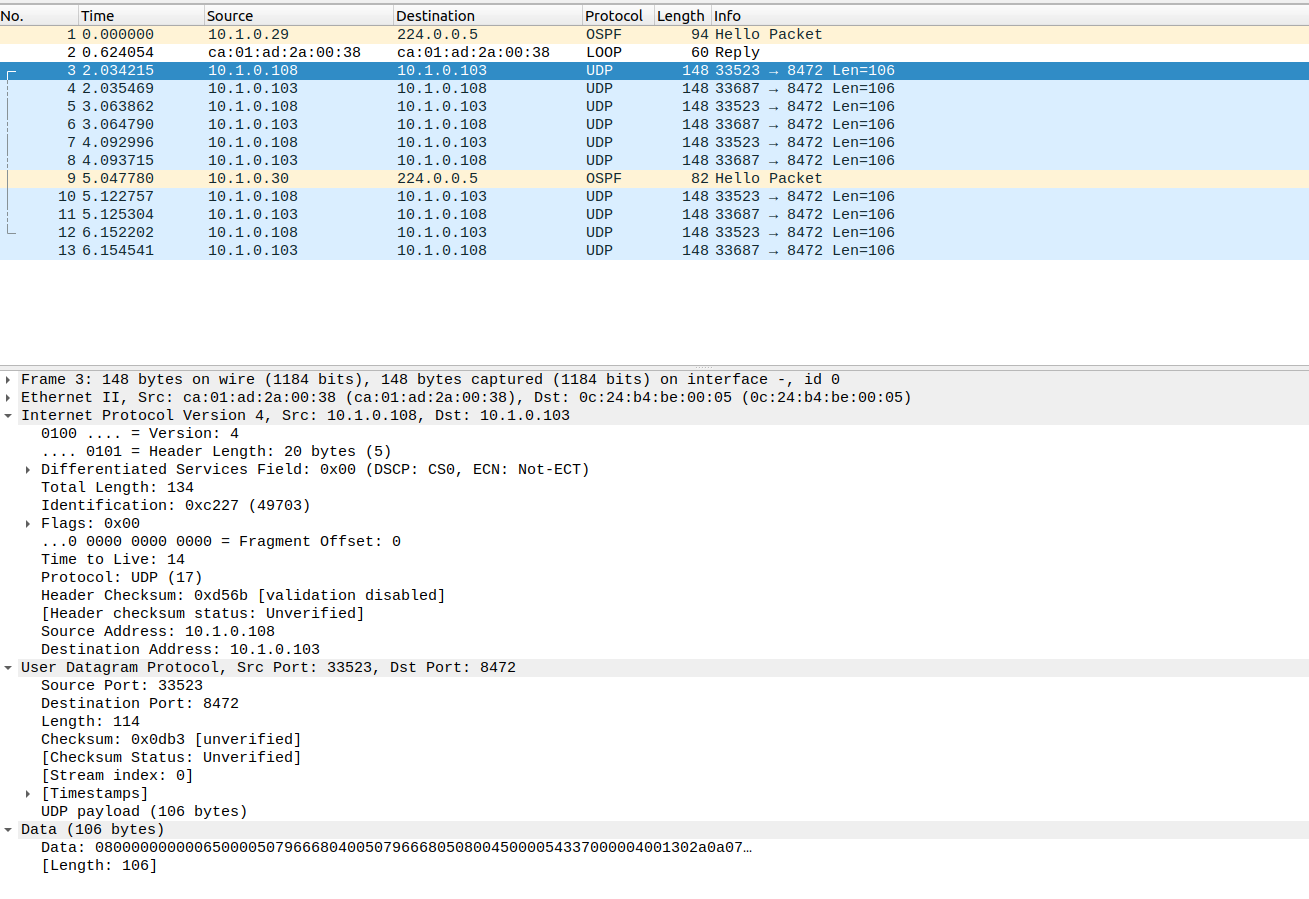 No. Time Source Destination Protocol Length Info
1 0.000000 10.1.0.29 224.0.0.5 OSPF 94 Hello Packet
2 0.624054 ca:01:ad:2a:00:38 ca:01:ad:2a:00:38 LOOP 60 Reply
3 2.034215 10.1.0.108 10.1.0.103 UDP 148 33523 → 8472 Len=106
4 2.035469 10.1.0.103 10.1.0.108 UDP 148 33687 → 8472 Len=106
5 3.063862 10.1.0.108 10.1.0.103 UDP 148 33523 → 8472 Len=106
6 3.064790 10.1.0.103 10.1.0.108 UDP 148 33687 → 8472 Len=106
7 4.092996 10.1.0.108 10.1.0.103 UDP 148 33523 → 8472 Len=106
8 4.093715 10.1.0.103 10.1.0.108 UDP 148 33687 → 8472 Len=106
9 5.047780 10.1.0.30 224.0.0.5 OSPF 82 Hello Packet
10 5.122757 10.1.0.108 10.1.0.103 UDP 148 33523 → 8472 Len=106
11 5.125304 10.1.0.103 10.1.0.108 UDP 148 33687 → 8472 Len=106
12 6.152202 10.1.0.108 10.1.0.103 UDP 148 33523 → 8472 Len=106
13 6.154541 10.1.0.103 10.1.0.108 UDP 148 33687 → 8472 Len=106
Frame 3: 148 bytes on wire (1184 bits), 148 bytes captured (1184 bits) on interface -, id 0
Ethernet II, Src: ca:01:ad:2a:00:38 (ca:01:ad:2a:00:38), Dst: 0c:24:b4:be:00:05 (0c:24:b4:be:00:05)
Internet Protocol Version 4, Src: 10.1.0.108, Dst: 10.1.0.103
0100 .... = Version: 4
.... 0101 = Header Length: 20 bytes (5)
Differentiated Services Field: 0x00 (DSCP: CS0, ECN: Not-ECT)
Total Length: 134
Identification: 0xc227 (49703)
Flags: 0x00
...0 0000 0000 0000 = Fragment Offset: 0
Time to Live: 14
Protocol: UDP (17)
Header Checksum: 0xd56b [validation disabled]
[Header checksum status: Unverified]
Source Address: 10.1.0.108
Destination Address: 10.1.0.103
User Datagram Protocol, Src Port: 33523, Dst Port: 8472
Source Port: 33523
Destination Port: 8472
Length: 114
Checksum: 0x0db3 [unverified]
[Checksum Status: Unverified]
[Stream index: 0]
[Timestamps]
UDP payload (106 bytes)
Data (106 bytes)
Data: 0800000000006500005079666804005079666805080045000054337000004001302a0a07…
[Length: 106]